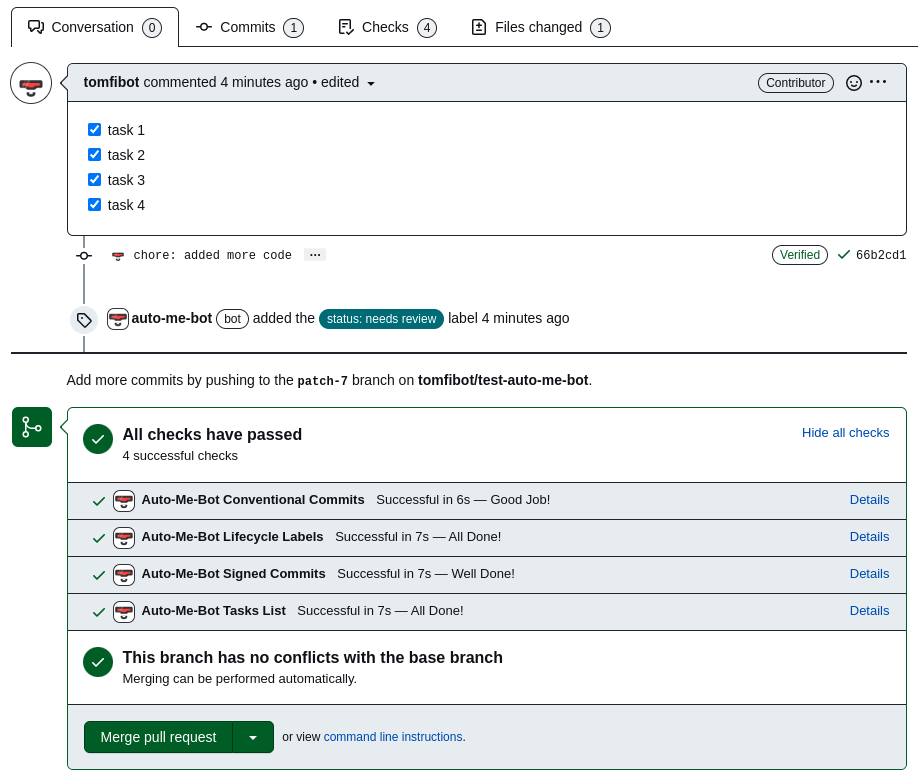 Conversation 0 Commits 1 Checks 4 Files changed 1
tomfibot commented 4 minutes ago • edited Contributor ···
task 1
task 2
task 3
task 4
chore: added more code ··· Verified 66b2cd1
auto-me-bot bot added the status: needs review label 4 minutes ago
Add more commits by pushing to the patch-7 branch on tomfibot/test-auto-me-bot.
All checks have passed Hide all checks
4 successful checks
Auto-Me-Bot Conventional Commits Successful in 6s — Good Job! Details
Auto-Me-Bot Lifecycle Labels Successful in 7s — All Done! Details
Auto-Me-Bot Signed Commits Successful in 7s — Well Done! Details
Auto-Me-Bot Tasks List Successful in 7s — All Done! Details
This branch has no conflicts with the base branch
Merging can be performed automatically.
Merge pull request or view command line instructions.